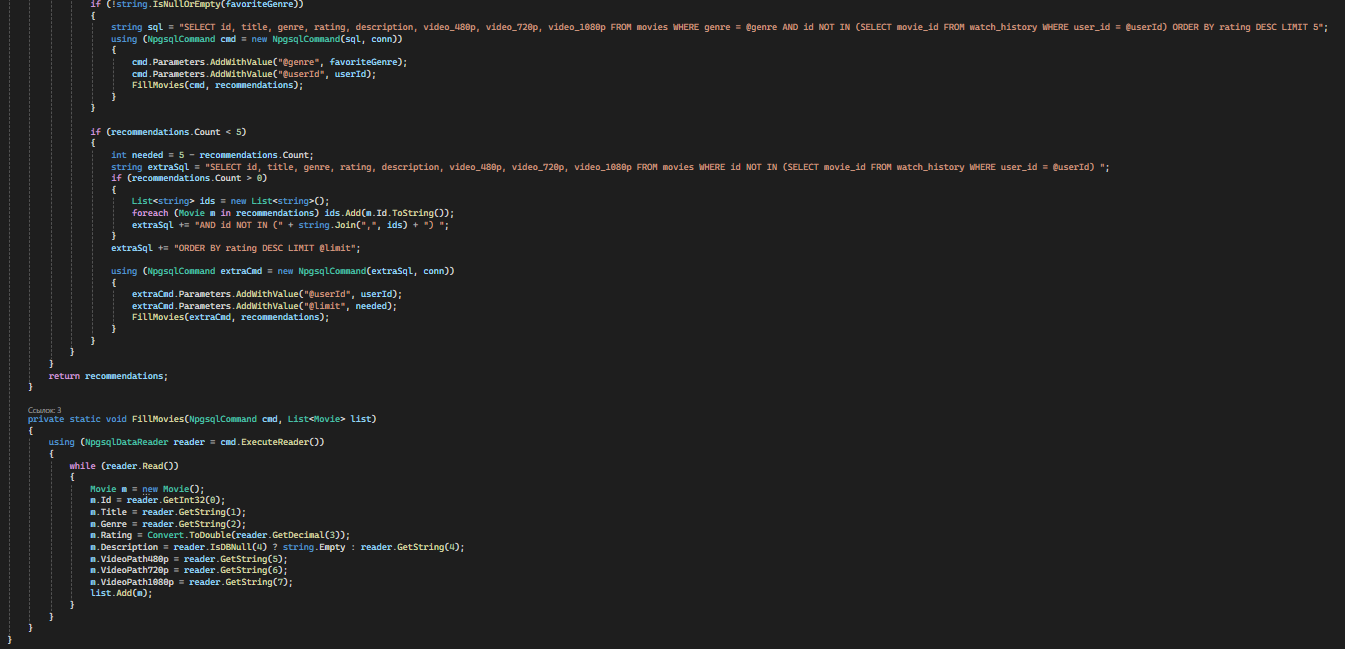 if (!string.IsNullOrEmpty(favoriteGenre))
{
string sql = "SELECT id, title, genre, rating, description, video_480p, video_720p, video_1080p FROM movies WHERE genre = @genre AND id NOT IN (SELECT movie_id FROM watch_history WHERE user_id = @userId) ORDER BY rating DESC LIMIT 5";
using (NpgsqlCommand cmd = new NpgsqlCommand(sql, conn))
{
cmd.Parameters.AddWithValue("@genre", favoriteGenre);
cmd.Parameters.AddWithValue("@userId", userId);
FillMovies(cmd, recommendations);
}
}
if (recommendations.Count < 5)
{
int needed = 5 - recommendations.Count;
string extraSql = "SELECT id, title, genre, rating, description, video_480p, video_720p, video_1080p FROM movies WHERE id NOT IN (SELECT movie_id FROM watch_history WHERE user_id = @userId) ";
if (recommendations.Count > 0)
{
List<string> ids = new List<string>();
foreach (Movie m in recommendations) ids.Add(m.Id.ToString());
extraSql += "AND id NOT IN (" + string.Join(",", ids) + ") ";
}
extraSql += "ORDER BY rating DESC LIMIT @limit";
using (NpgsqlCommand extraCmd = new NpgsqlCommand(extraSql, conn))
{
extraCmd.Parameters.AddWithValue("@userId", userId);
extraCmd.Parameters.AddWithValue("@limit", needed);
FillMovies(extraCmd, recommendations);
}
}
}
}
return recommendations;
}
Ссылок: 3
private static void FillMovies(NpgsqlCommand cmd, List<Movie> list)
{
using (NpgsqlDataReader reader = cmd.ExecuteReader())
{
while (reader.Read())
{
Movie m = new Movie();
m.Id = reader.GetInt32(0);
m.Title = reader.GetString(1);
m.Genre = reader.GetString(2);
m.Rating = Convert.ToDouble(reader.GetDecimal(3));
m.Description = reader.IsDBNull(4) ? string.Empty : reader.GetString(4);
m.VideoPath480p = reader.GetString(5);
m.VideoPath720p = reader.GetString(6);
m.VideoPath1080p = reader.GetString(7);
list.Add(m);
}
}
}
}